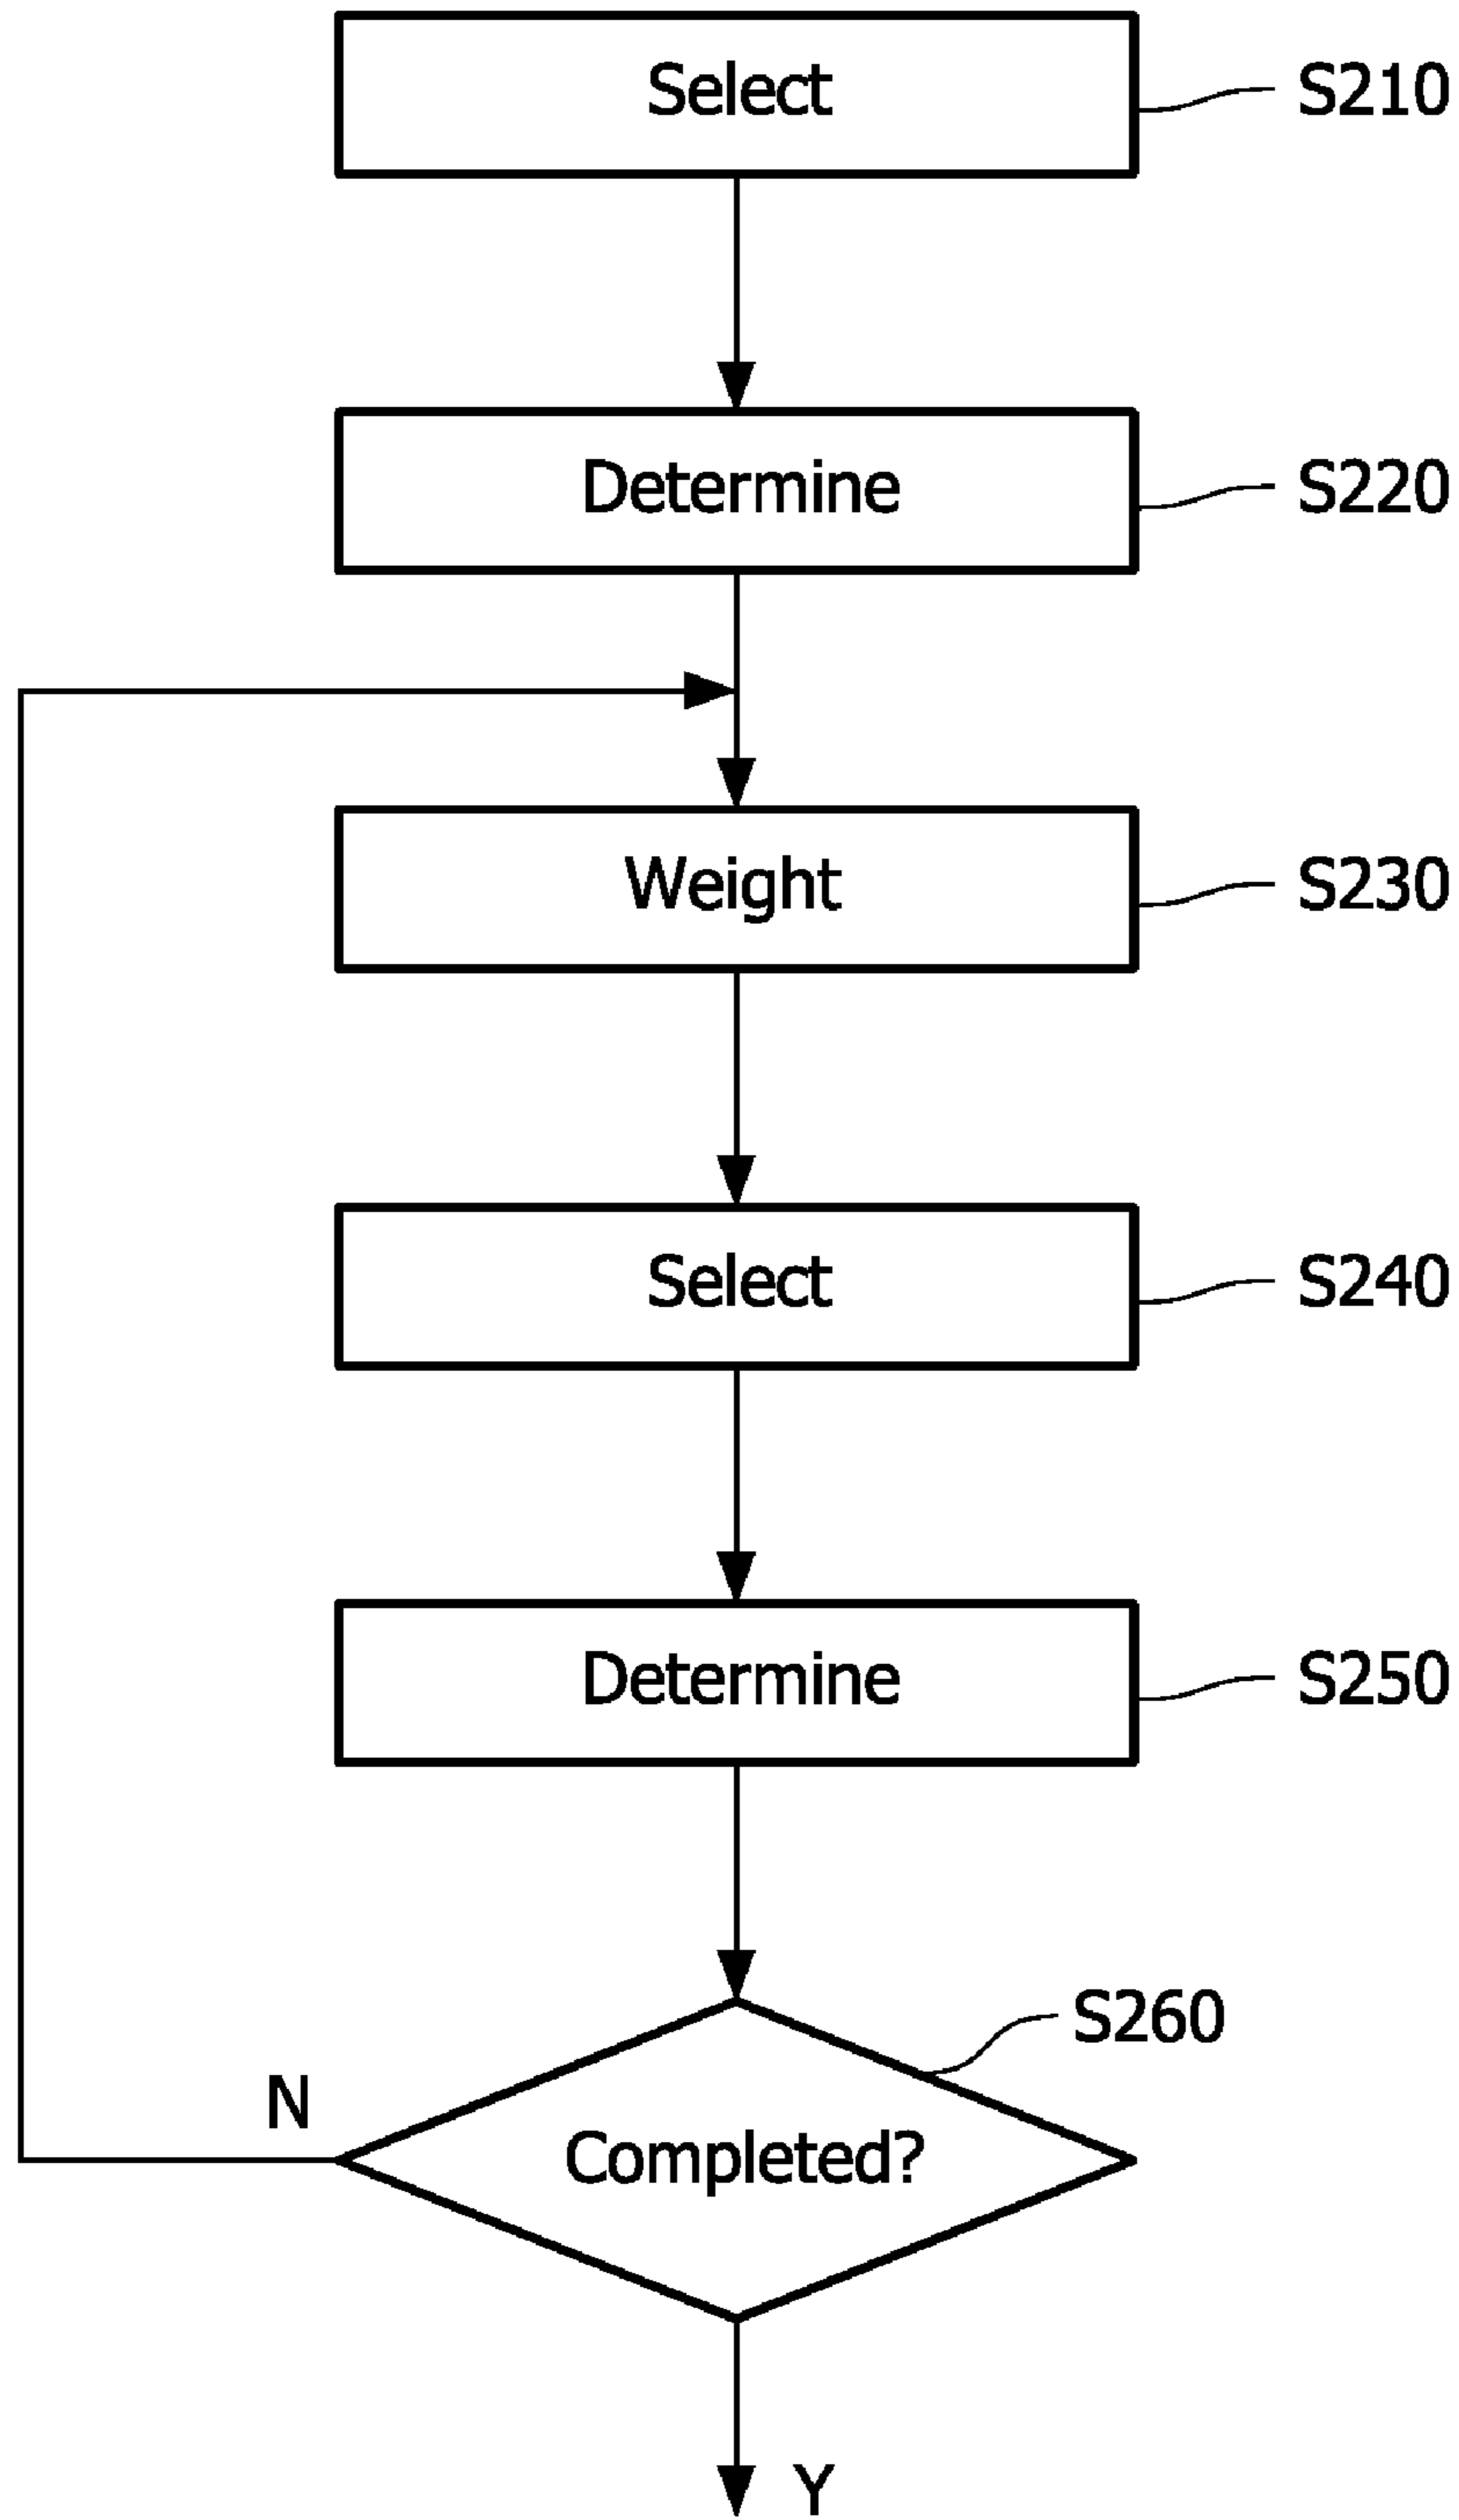 Select S210
Determine S220
Weight S230
Select S240
Determine S250
S260
N
Completed?
Y